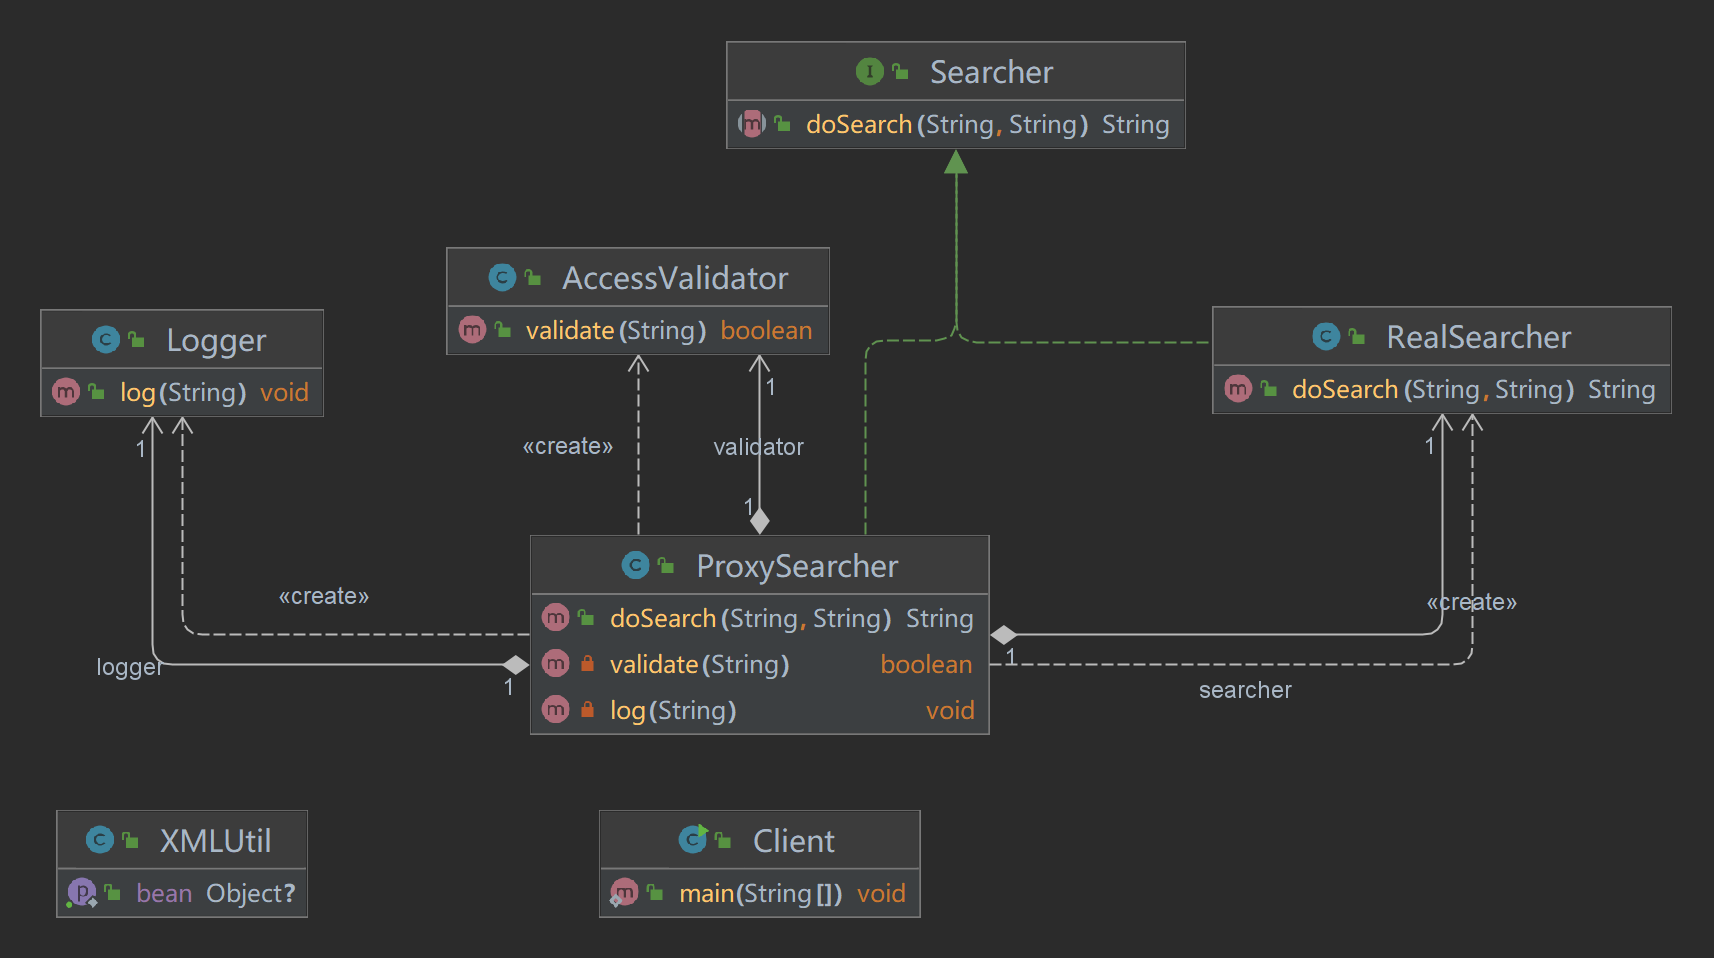 I Searcher
m doSearch(String, String) String
C AccessValidator
m validate(String) boolean
C Logger
m log(String) void
C RealSearcher
m doSearch(String, String) String
1
1
1
«create»
validator
1
C ProxySearcher
m doSearch(String, String) String
m validate(String) boolean
m log(String) void
«create»
«create»
logger
1
1
searcher
C XMLUtil
p bean Object?
C Client
m main(String[]) void